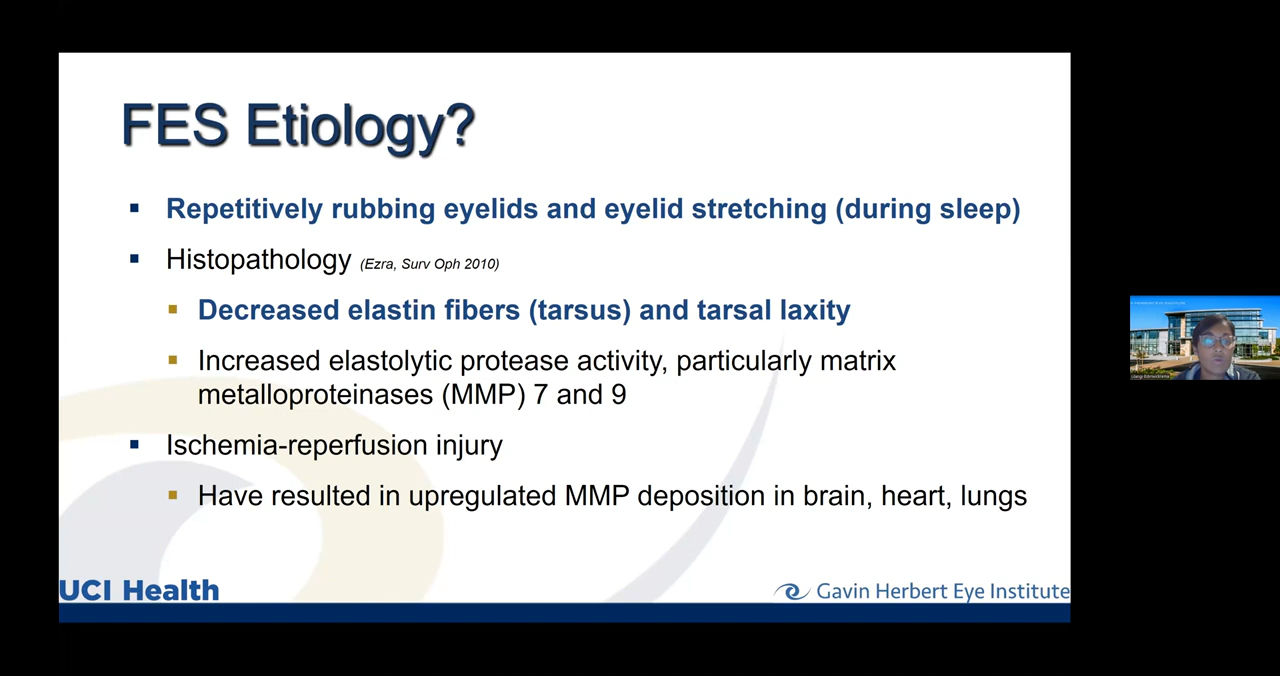 FES Etiology?
Repetitively rubbing eyelids and eyelid stretching (during sleep)
Histopathology (Ezra, Surv Oph 2010)
Decreased elastin fibers (tarsus) and tarsal laxity
Increased elastolytic protease activity, particularly matrix
metalloproteinases (MMP) 7 and 9
Ischemia-reperfusion injury
Have resulted in upregulated MMP deposition in brain, heart, lungs
UCI Health
Gavin Herbert Eye Institute